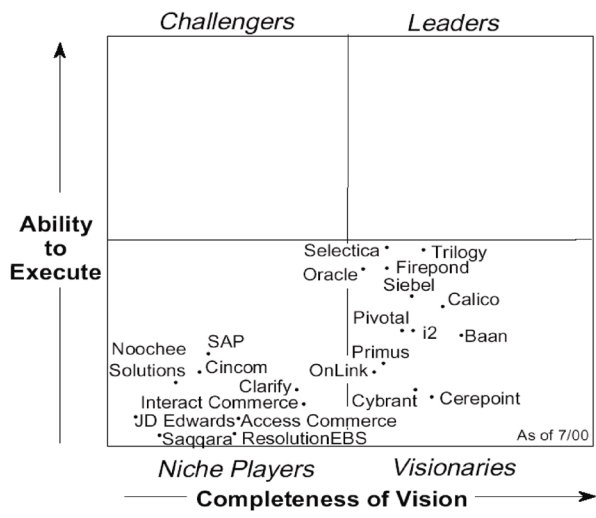 Challengers
Leaders
Ability
to
Execute
Selectica
Trilogy
Oracle
Firepond
Siebel
Calico
Pivotal
i2
Baan
Noochee
Solutions
SAP
Cincom
Primus
OnLink
Clarify
Interact Commerce
Cybrant
Cerepoint
JD Edwards
Access Commerce
Saqqara
ResolutionEBS
As of 7/00
Niche Players
Visionaries
Completeness of Vision